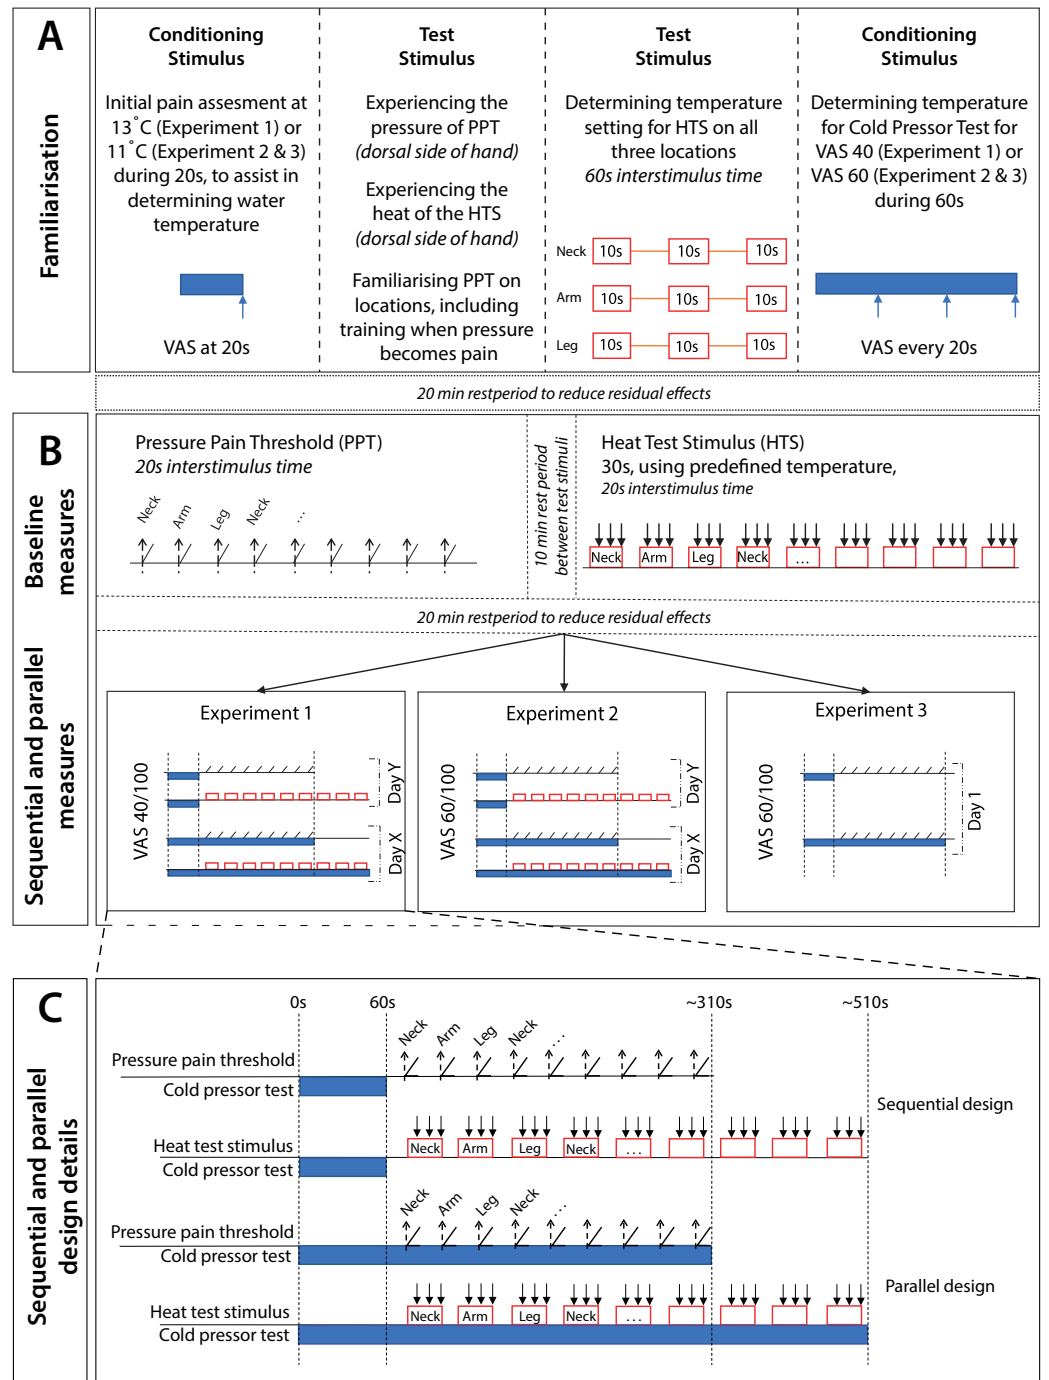 A
Familiarisation
Conditioning
Stimulus
Initial pain assesment at
13°C (Experiment 1) or
11°C (Experiment 2 & 3)
during 20s, to assist in
determining water
temperature
VAS at 20s
Test
Stimulus
Experiencing the
pressure of PPT
(dorsal side of hand)
Experiencing the
heat of the HTS
(dorsal side of hand)
Familiarising PPT on
locations, including
training when pressure
becomes pain
Test
Stimulus
Determining temperature
setting for HTS on all
three locations
60s interstimulus time
Neck 10s 10s 10s
Arm 10s 10s 10s
Leg 10s 10s 10s
Conditioning
Stimulus
Determining temperature
for Cold Pressor Test for
VAS 40 (Experiment 1) or
VAS 60 (Experiment 2 & 3)
during 60s
VAS every 20s
20 min restperiod to reduce residual effects
B
Baseline
measures
Pressure Pain Threshold (PPT)
20s interstimulus time
Neck Arm Leg Neck ...
10 min rest period
between test stimuli
Heat Test Stimulus (HTS)
30s, using predefined temperature,
20s interstimulus time
Neck Arm Leg Neck ...
20 min restperiod to reduce residual effects
Sequential and parallel
measures
Experiment 1
VAS 40/100
Day Y
Day X
Experiment 2
VAS 60/100
Day Y
Day X
Experiment 3
VAS 60/100
Day 1
C
Sequential and parallel
design details
0s 60s ~310s ~510s
Neck Arm Leg Neck ...
Pressure pain threshold
Cold pressor test
Sequential design
Heat test stimulus
Neck Arm Leg Neck ...
Cold pressor test
Neck Arm Leg Neck ...
Pressure pain threshold
Cold pressor test
Parallel design
Heat test stimulus
Neck Arm Leg Neck ...
Cold pressor test